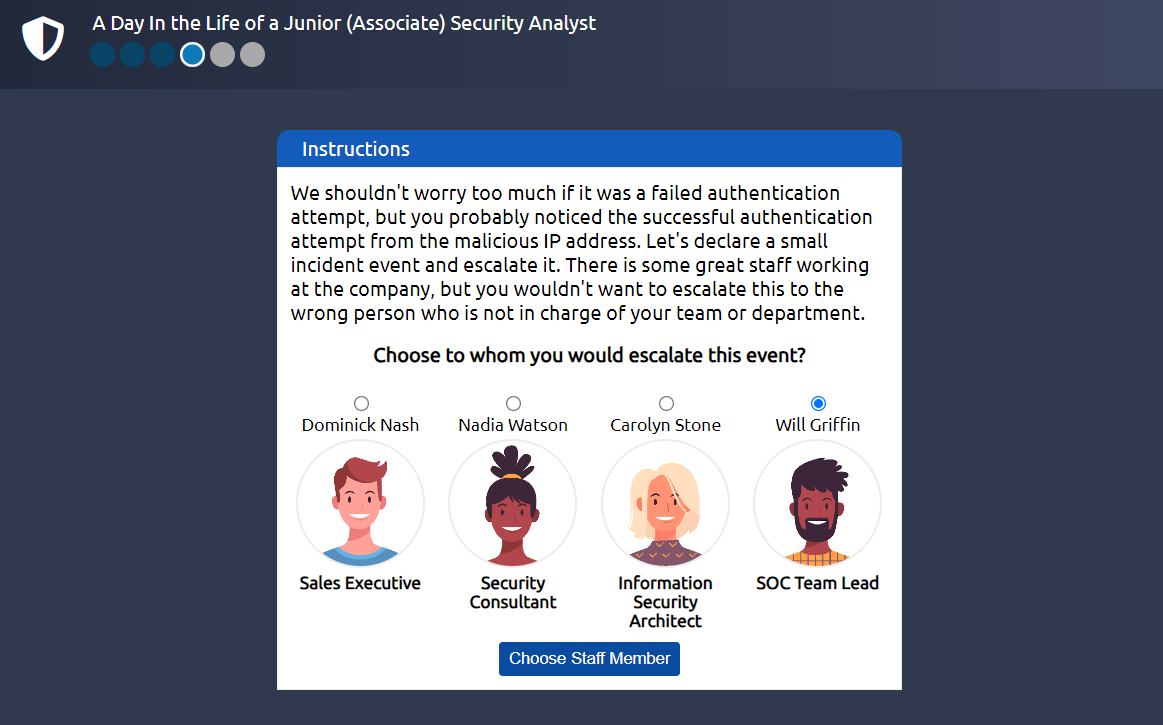 A Day In the Life of a Junior (Associate) Security Analyst
Instructions
We shouldn't worry too much if it was a failed authentication
attempt, but you probably noticed the successful authentication
attempt from the malicious IP address. Let's declare a small
incident event and escalate it. There is some great staff working
at the company, but you wouldn't want to escalate this to the
wrong person who is not in charge of your team or department.
Choose to whom you would escalate this event?
Dominick Nash
Nadia Watson
Carolyn Stone
Will Griffin
Sales Executive
Security
Consultant
Information
Security
Architect
SOC Team Lead
Choose Staff Member